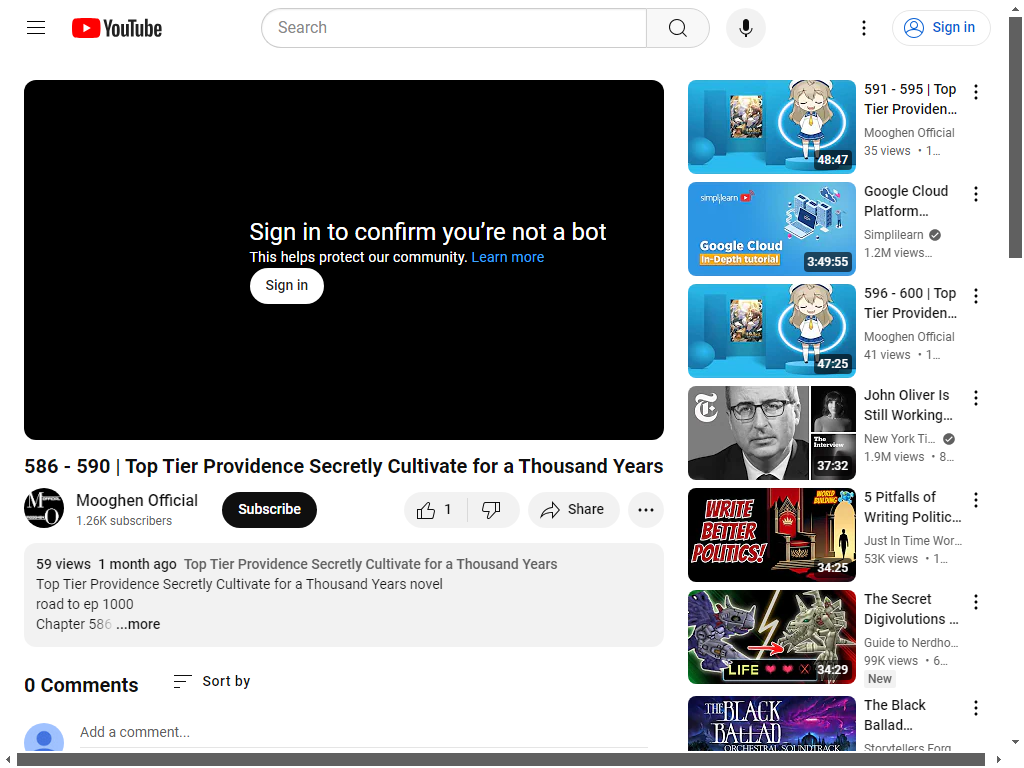 YouTube
Search
Sign in
Sign in to confirm you’re not a bot
This helps protect our community. Learn more
Sign in
586 - 590 | Top Tier Providence Secretly Cultivate for a Thousand Years
Mooghen Official
1.26K subscribers
Subscribe
1
Share
59 views 1 month ago Top Tier Providence Secretly Cultivate for a Thousand Years
Top Tier Providence Secretly Cultivate for a Thousand Years novel
road to ep 1000
Chapter 586 ...more
0 Comments
Sort by
Add a comment...
48:47
591 - 595 | Top
Tier Providen...
Mooghen Official
35 views • 1...
simplilearn
Google Cloud
In-Depth tutorial
3:49:55
Google Cloud
Platform...
Simplilearn
1.2M views...
47:25
596 - 600 | Top
Tier Providen...
Mooghen Official
41 views • 1...
The
Interview
37:32
John Oliver Is
Still Working...
New York Ti...
1.9M views • 8...
WRITE
BETTER
POLITICS!
WORLD
BUILDING
34:25
5 Pitfalls of
Writing Politic...
Just In Time Wor...
53K views • 1...
LIFE
34:29
The Secret
Digivolutions ...
Guide to Nerdho...
99K views • 6...
New
THE BLACK
BALLAD
ORCHESTRAL SOUNDTRACK
The Black
Ballad...
Storytellers Forg